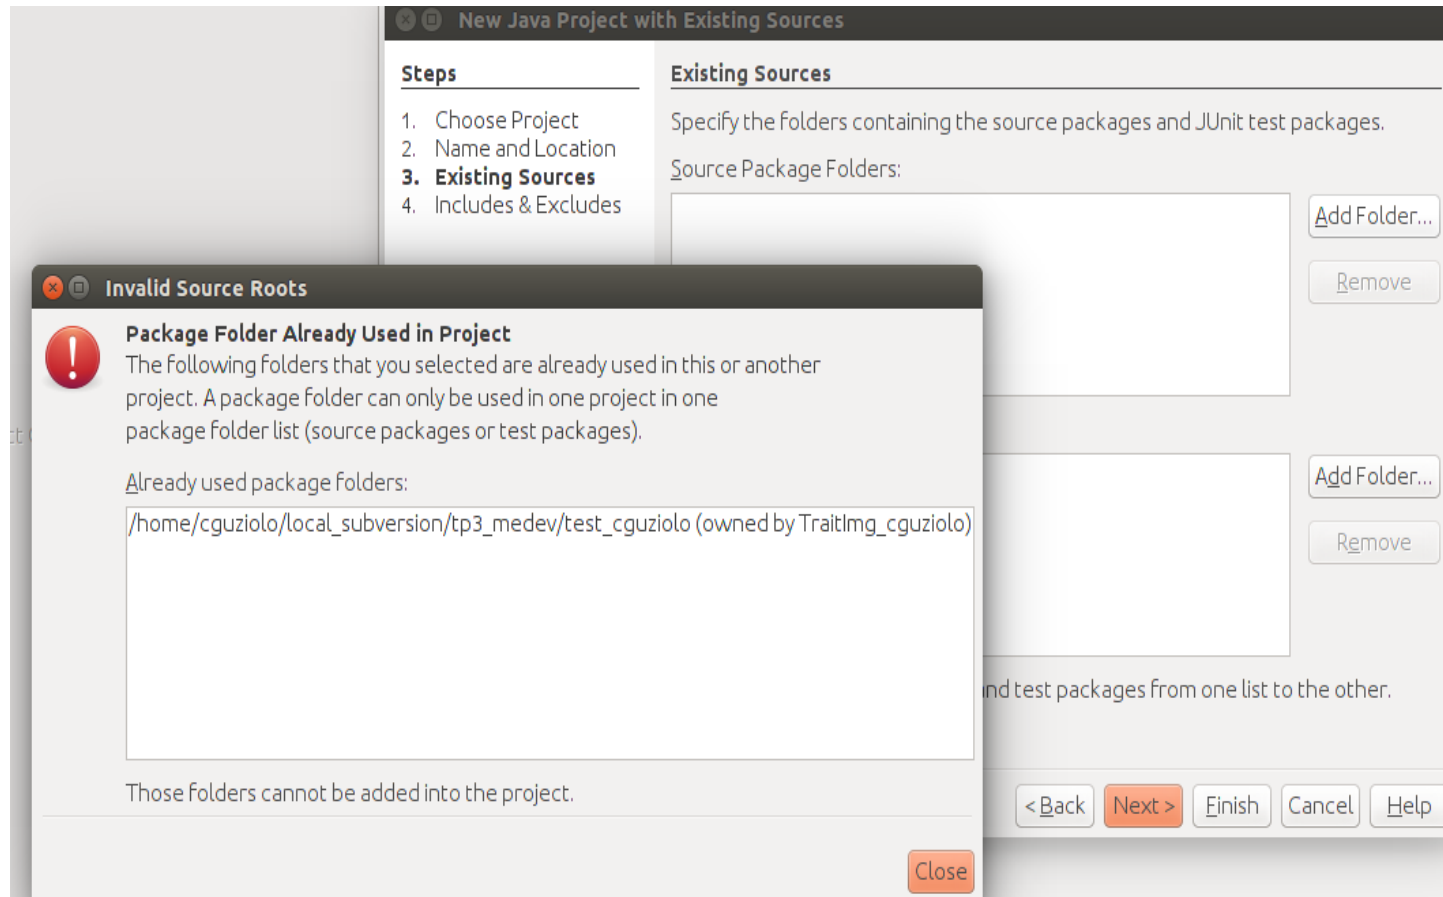 New Java Project with Existing Sources
Steps
1. Choose Project
2. Name and Location
3. Existing Sources
4. Includes & Excludes
Existing Sources
Specify the folders containing the source packages and JUnit test packages.
Source Package Folders:
Add Folder...
Remove
Add Folder...
Remove
test packages from one list to the other.
< Back
Next >
Finish
Cancel
Help
Invalid Source Roots
Package Folder Already Used in Project
The following folders that you selected are already used in this or another
project. A package folder can only be used in one project in one
package folder list (source packages or test packages).
Already used package folders:
/home/cguziolo/local_subversion/tp3_medev/test_cguziolo (owned by TraitImg_cguziolo)
Those folders cannot be added into the project.
Close